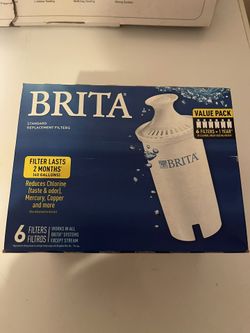 BRITA
STANDARD
REPLACEMENT FILTERS
VALUE PACK
6 FILTERS = 1 YEAR
BRITA
FILTER LASTS
2 MONTHS
(40 GALLONS)
Reduces Chlorine
(taste & odor),
Mercury, Copper
and more
6 FILTERS
FILTROS
WORKS IN ALL
BRITA® SYSTEMS
EXCEPT STREAM